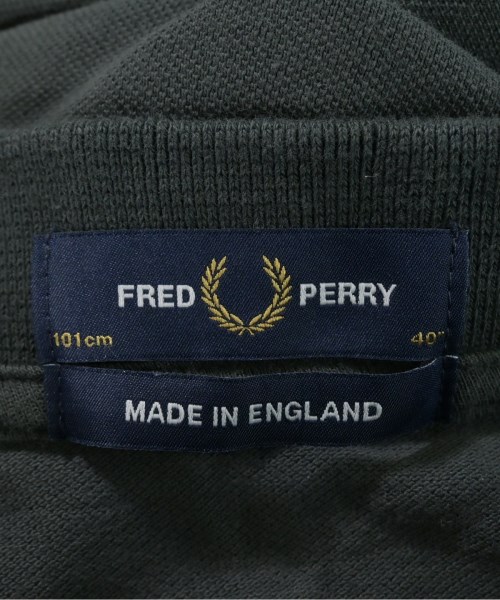 FRED PERRY
101cm 40"
MADE IN ENGLAND